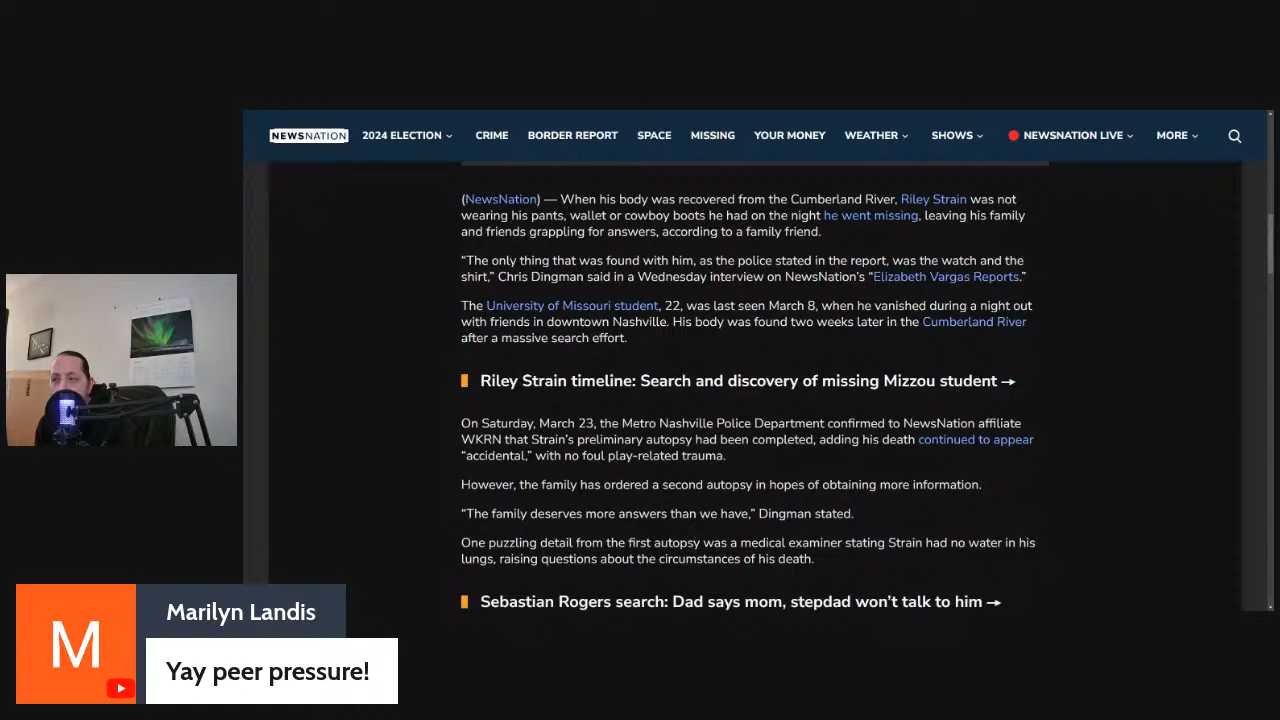 NEWSNATION 2024 ELECTION CRIME BORDER REPORT SPACE MISSING YOUR MONEY WEATHER SHOWS NEWSNATION LIVE MORE
(NewsNation) — When his body was recovered from the Cumberland River, Riley Strain was not
wearing his pants, wallet or cowboy boots he had on the night he went missing, leaving his family
and friends grappling for answers, according to a family friend.
“The only thing that was found with him, as the police stated in the report, was the watch and the
shirt,” Chris Dingman said in a Wednesday interview on NewsNation’s “Elizabeth Vargas Reports.”
The University of Missouri student, 22, was last seen March 8, when he vanished during a night out
with friends in downtown Nashville. His body was found two weeks later in the Cumberland River
after a massive search effort.
Riley Strain timeline: Search and discovery of missing Mizzou student →
On Saturday, March 23, the Metro Nashville Police Department confirmed to NewsNation affiliate
WKRN that Strain’s preliminary autopsy had been completed, adding his death continued to appear
“accidental,” with no foul play-related trauma.
However, the family has ordered a second autopsy in hopes of obtaining more information.
“The family deserves more answers than we have,” Dingman stated.
One puzzling detail from the first autopsy was a medical examiner stating Strain had no water in his
lungs, raising questions about the circumstances of his death.
Sebastian Rogers search: Dad says mom, stepdad won’t talk to him →
M
Marilyn Landis
Yay peer pressure!